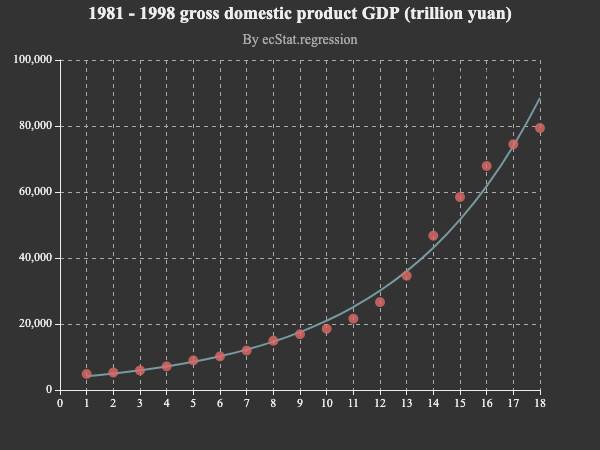 1981 - 1998 gross domestic product GDP (trillion yuan)
By ecStat.regression
100,000
80,000
60,000
40,000
20,000
0
0 1 2 3 4 5 6 7 8 9 10 11 12 13 14 15 16 17 18